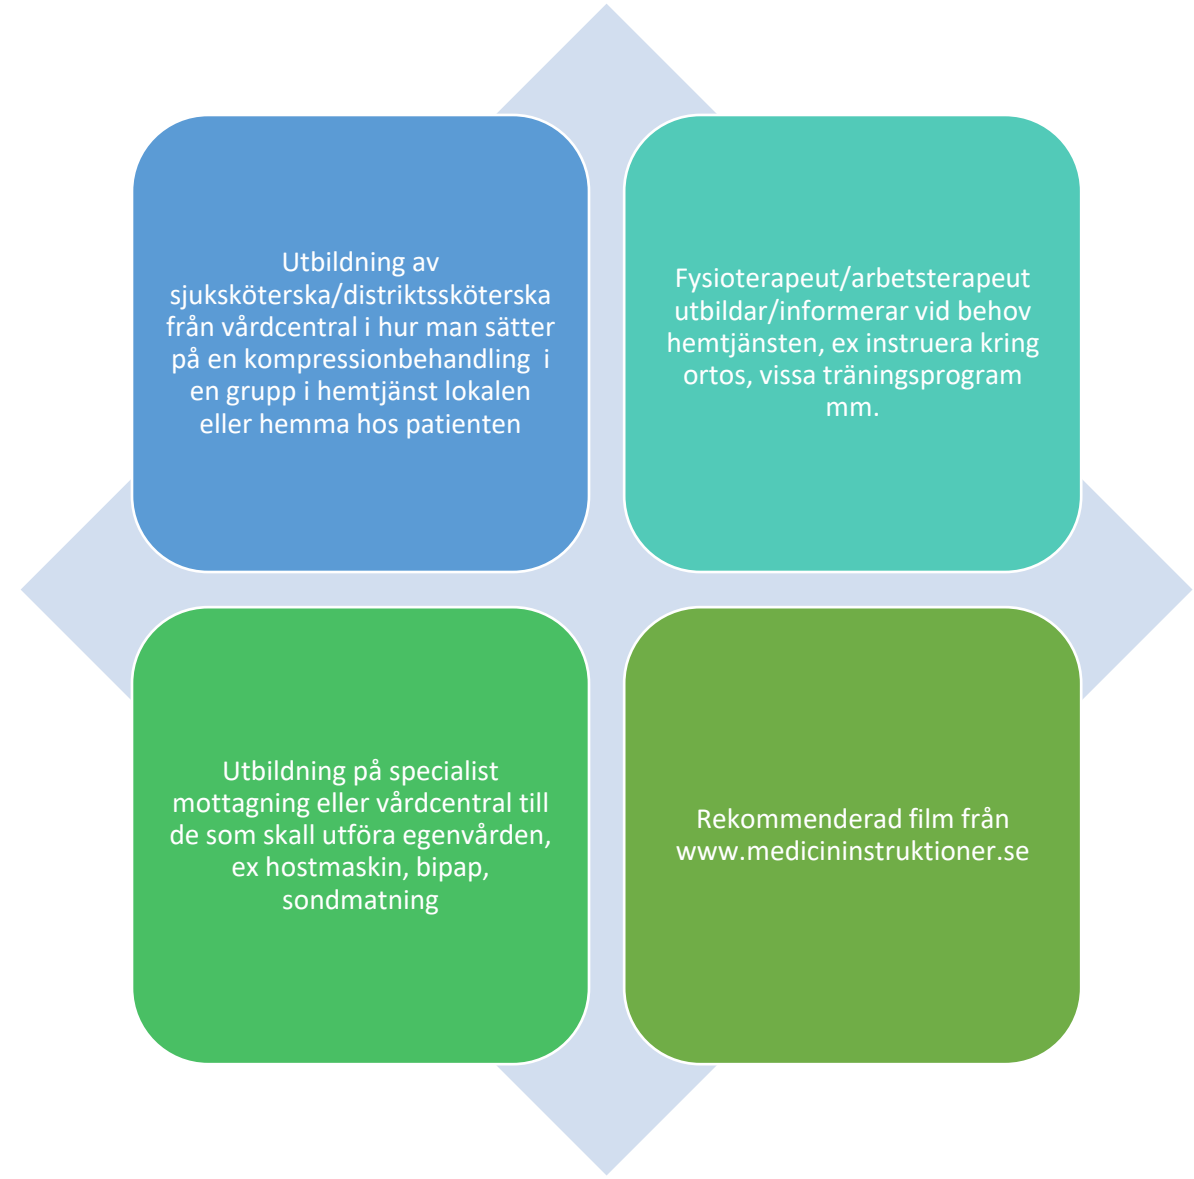 Utbildning av
sjuksköterska/distriktssköterska
från vårdcentral i hur man sätter
på en kompressionbehandling  i
en grupp i hemtjänst lokalen
eller hemma hos patienten
Fysioterapeut/arbetsterapeut
utbildar/informerar vid behov
hemtjänsten, ex instruera kring
ortos, vissa träningsprogram
mm.
Utbildning på specialist
mottagning eller vårdcentral till
de som skall utföra egenvården,
ex hostmaskin, bipap,
sondmatning
Rekommenderad film från
www.medicininstruktioner.se